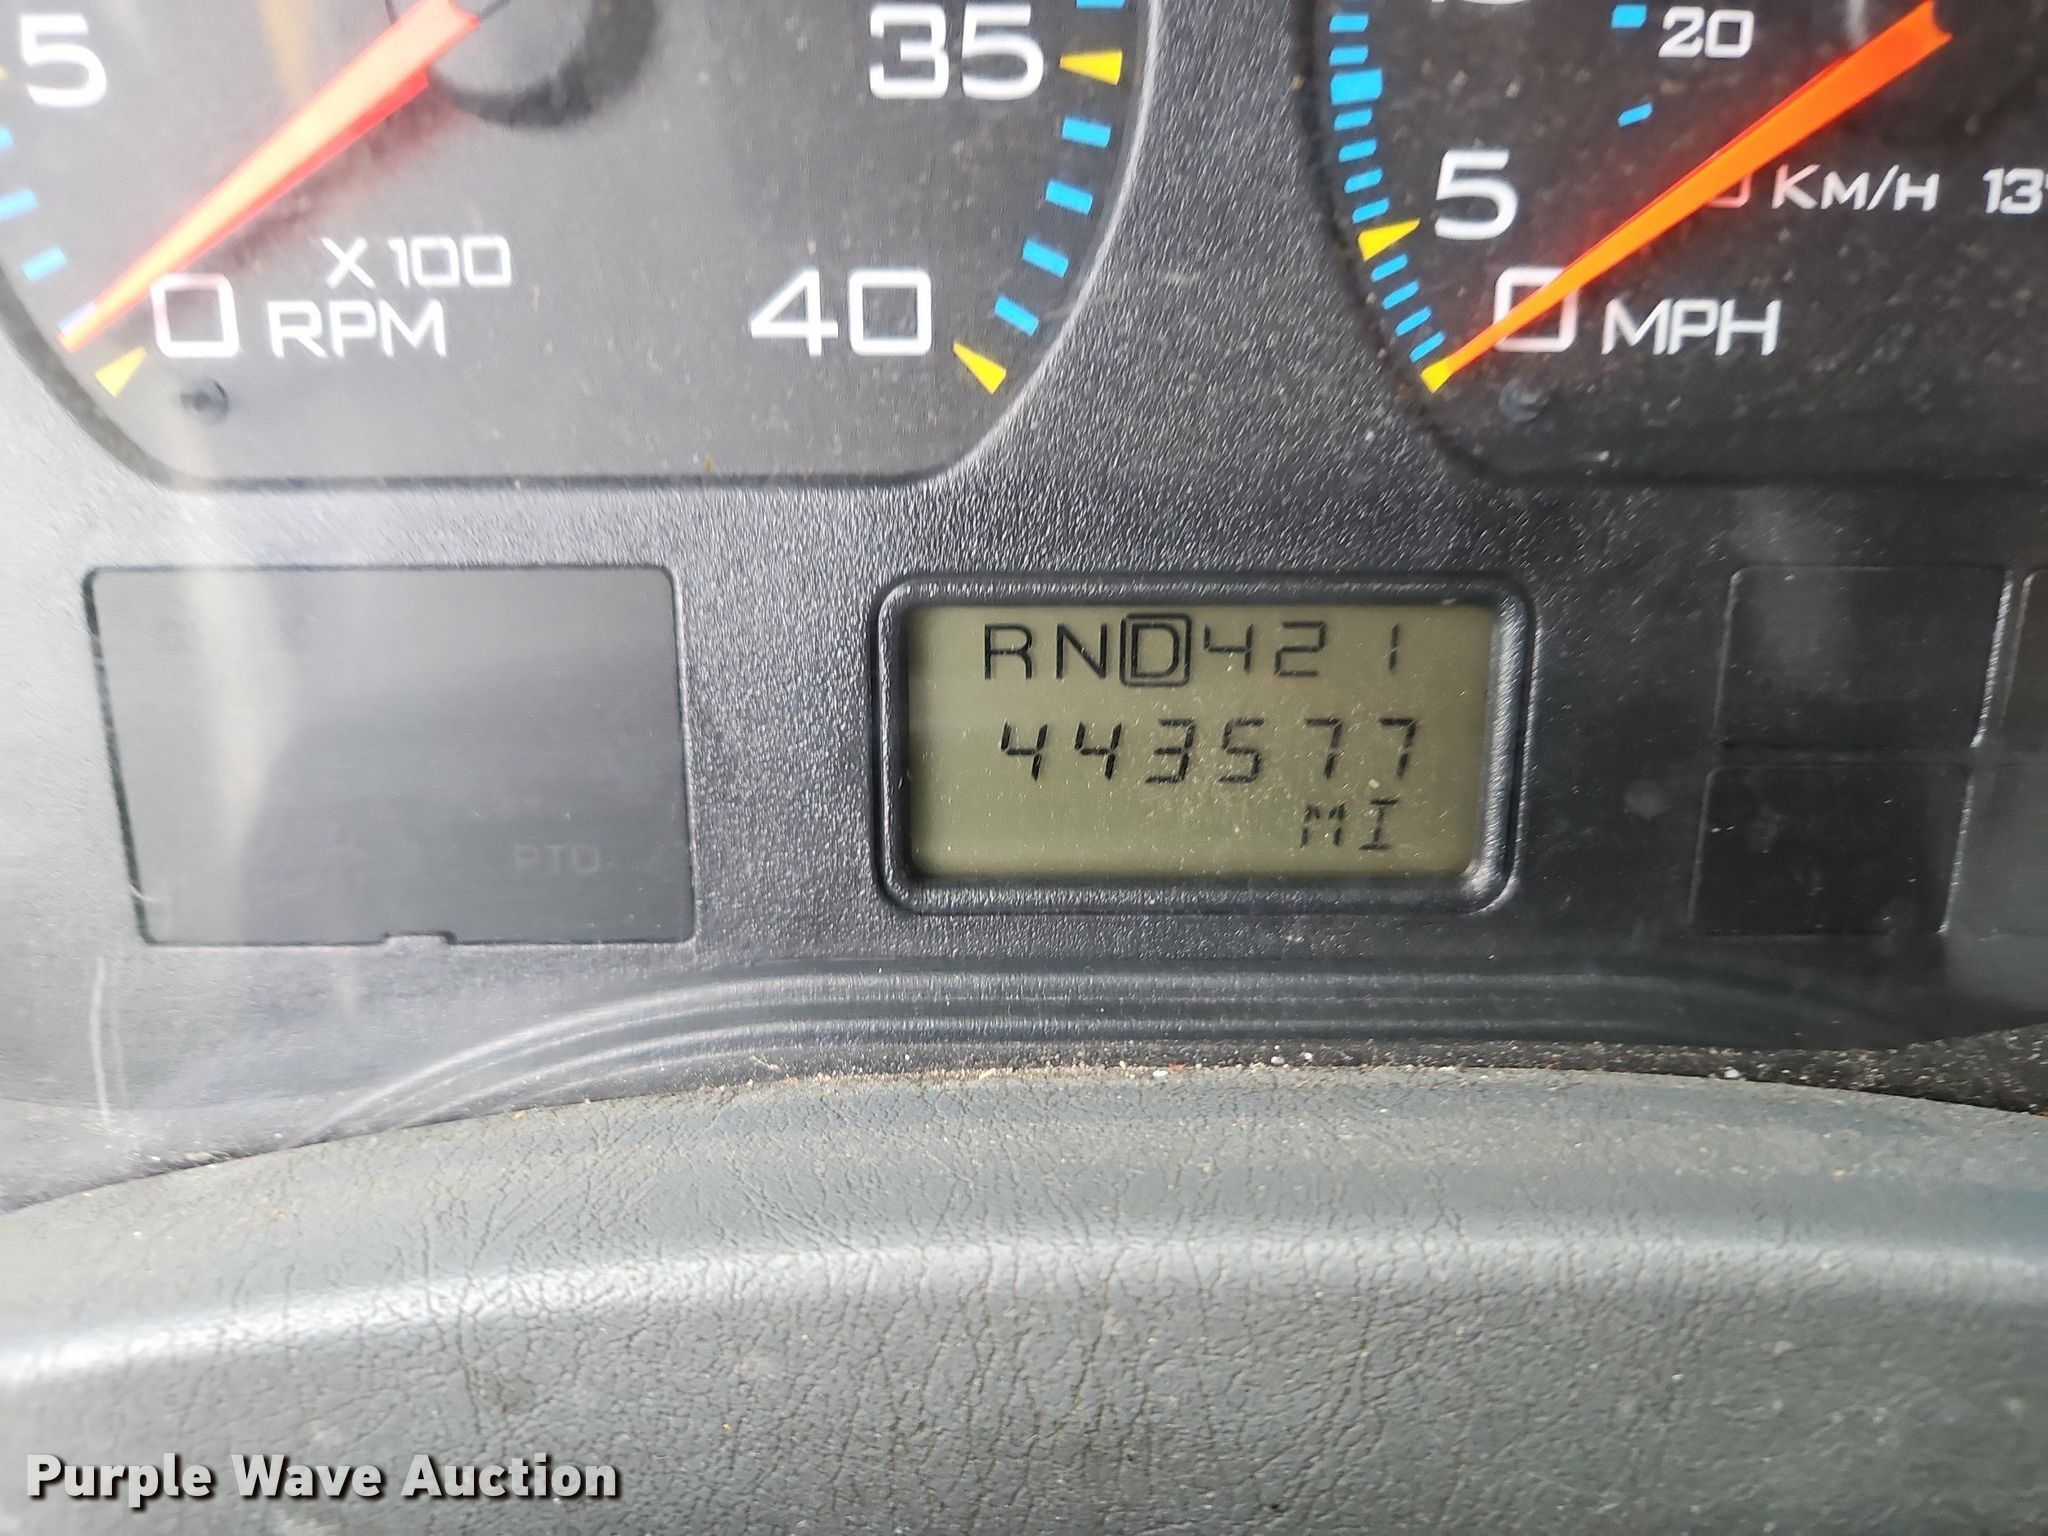 5
35
X100
RPM
0
40
20
5
KM/H
0
MPH
RND421
443577
MI
PTO
Purple Wave Auction